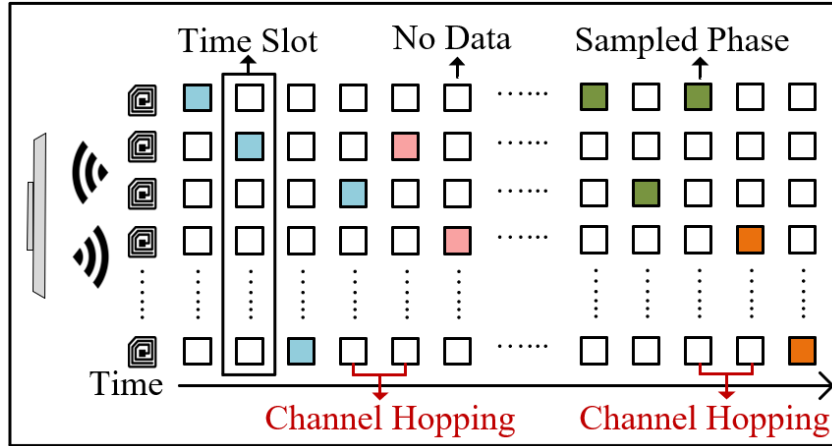 Time Slot
No Data
Sampled Phase
Time
Channel Hopping
Channel Hopping